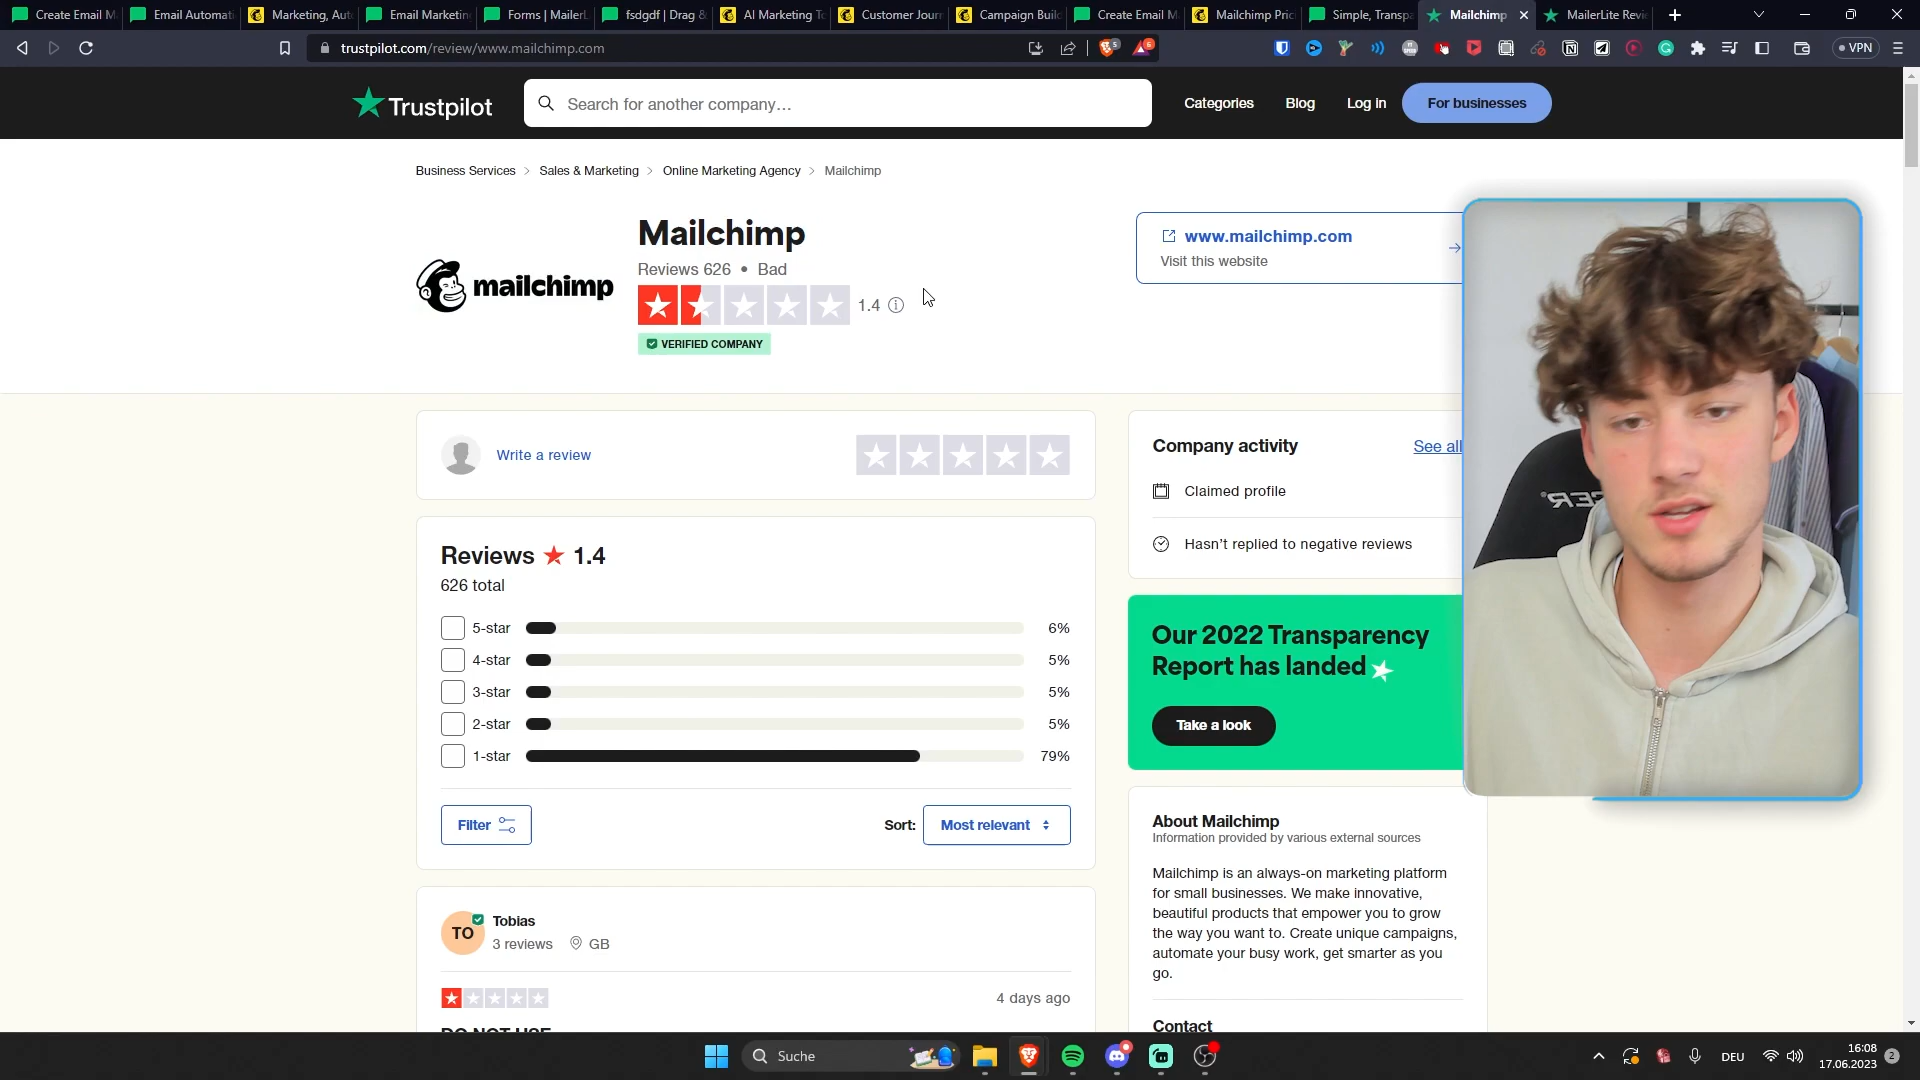 Create Email M
Email Automati
Marketing, Aut
Email Marketin
Forms | MailerL
fsdgdf | Drag &
AI Marketing To
Customer Jour
Campaign Buil
Create Email M
Mailchimp Pric
Simple, Transpa
Mailchimp
MailerLite Revi
trustpilot.com/review/www.mailchimp.com
VPN
Trustpilot
Search for another company…
Categories
Blog
Log in
For businesses
Business Services > Sales & Marketing > Online Marketing Agency > Mailchimp
mailchimp
Mailchimp
Reviews 626 • Bad
1.4
VERIFIED COMPANY
www.mailchimp.com
Visit this website
Write a review
Reviews ★ 1.4
626 total
5-star 6%
4-star 5%
3-star 5%
2-star 5%
1-star 79%
Filter
Sort: Most relevant
TO
Tobias
3 reviews GB
4 days ago
DO NOT USE
Company activity
See all
Claimed profile
Hasn't replied to negative reviews
Our 2022 Transparency
Report has landed
Take a look
About Mailchimp
Information provided by various external sources
Mailchimp is an always-on marketing platform
for small businesses. We make innovative,
beautiful products that empower you to grow
the way you want to. Create unique campaigns,
automate your busy work, get smarter as you
go.
Contact
Suche
DEU
16:08
17.06.2023
2